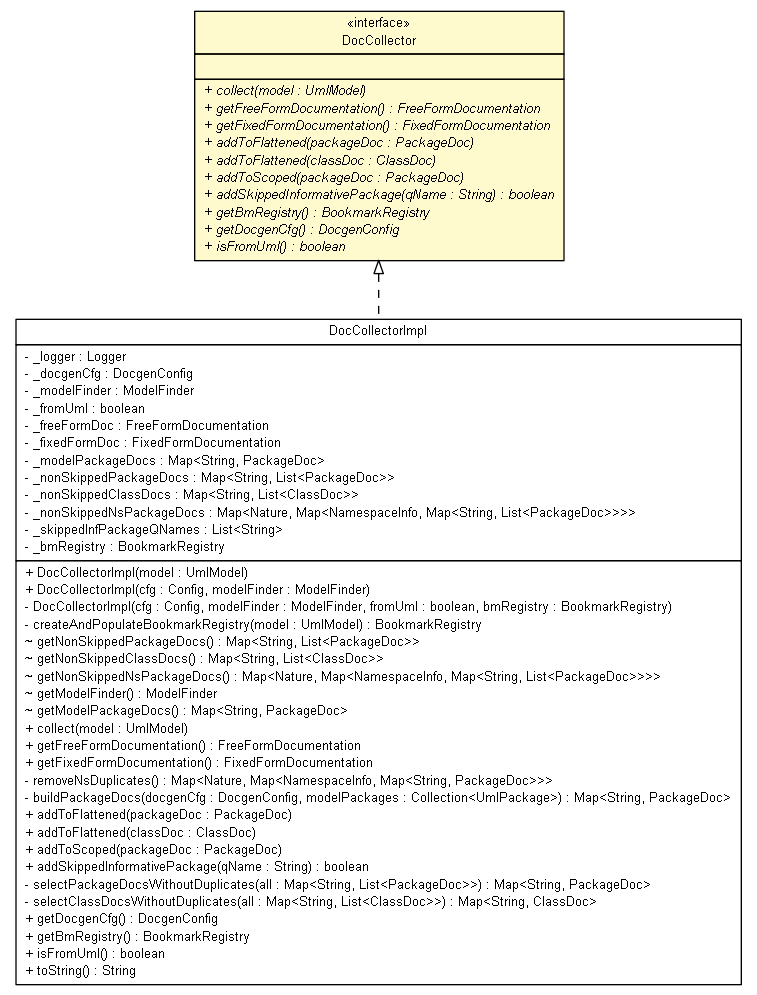 «interface»
DocCollector
+ collect(model : UmlModel)
+ getFreeFormDocumentation() : FreeFormDocumentation
+ getFixedFormDocumentation() : FixedFormDocumentation
+ addToFlattened(packageDoc : PackageDoc)
+ addToFlattened(classDoc : ClassDoc)
+ addToScoped(packageDoc : PackageDoc)
+ addSkippedInformativePackage(qName : String) : boolean
+ getBmRegistry() : BookmarkRegistry
+ getDocgenCfg() : DocgenConfig
+ isFromUml() : boolean
DocCollectorImpl
- _logger : Logger
- _docgenCfg : DocgenConfig
- _modelFinder : ModelFinder
- _fromUml : boolean
- _freeFormDoc : FreeFormDocumentation
- _fixedFormDoc : FixedFormDocumentation
- _modelPackageDocs : Map<String, PackageDoc>
- _nonSkippedPackageDocs : Map<String, List<PackageDoc>>
- _nonSkippedClassDocs : Map<String, List<ClassDoc>>
- _nonSkippedNsPackageDocs : Map<Nature, Map<NamespaceInfo, Map<String, List<PackageDoc>>>>
- _skippedInfPackageQNames : List<String>
- _bmRegistry : BookmarkRegistry
+ DocCollectorImpl(model : UmlModel)
+ DocCollectorImpl(cfg : Config, modelFinder : ModelFinder)
- DocCollectorImpl(cfg : Config, modelFinder : ModelFinder, fromUml : boolean, bmRegistry : BookmarkRegistry)
- createAndPopulateBookmarkRegistry(model : UmlModel) : BookmarkRegistry
~ getNonSkippedPackageDocs() : Map<String, List<PackageDoc>>
~ getNonSkippedClassDocs() : Map<String, List<ClassDoc>>
~ getNonSkippedNsPackageDocs() : Map<Nature, Map<NamespaceInfo, Map<String, List<PackageDoc>>>>
~ getModelFinder() : ModelFinder
~ getModelPackageDocs() : Map<String, PackageDoc>
+ collect(model : UmlModel)
+ getFreeFormDocumentation() : FreeFormDocumentation
+ getFixedFormDocumentation() : FixedFormDocumentation
- removeNsDuplicates() : Map<Nature, Map<NamespaceInfo, Map<String, PackageDoc>>>
- buildPackageDocs(docgenCfg : DocgenConfig, modelPackages : Collection<UmlPackage>) : Map<String, PackageDoc>
+ addToFlattened(packageDoc : PackageDoc)
+ addToFlattened(classDoc : ClassDoc)
+ addToScoped(packageDoc : PackageDoc)
+ addSkippedInformativePackage(qName : String) : boolean
- selectPackageDocsWithoutDuplicates(all : Map<String, List<PackageDoc>>) : Map<String, PackageDoc>
- selectClassDocsWithoutDuplicates(all : Map<String, List<ClassDoc>>) : Map<String, ClassDoc>
+ getDocgenCfg() : DocgenConfig
+ getBmRegistry() : BookmarkRegistry
+ isFromUml() : boolean
+ toString() : String